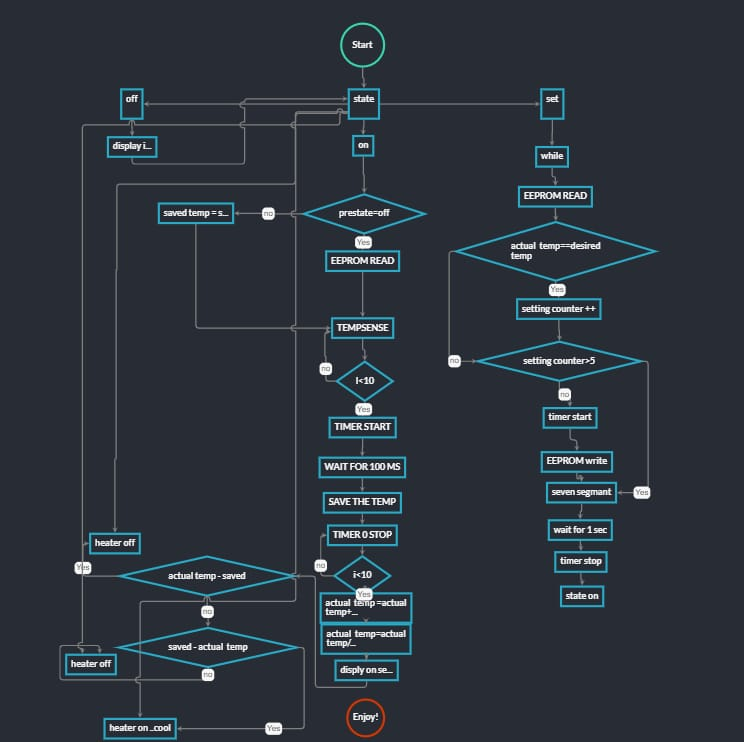 Start
off
state
set
display i...
on
while
EEPROM READ
saved temp = s...
no
prestate=off
Yes
actual temp==desired
temp
EEPROM READ
Yes
setting counter ++
TEMPSENSE
no
setting counter>5
no
I<10
no
Yes
timer start
TIMER START
EEPROM write
WAIT FOR 100 MS
seven segmant
Yes
SAVE THE TEMP
wait for 1 sec
TIMER 0 STOP
heater off
timer stop
no
Yes
actual temp - saved
i<10
Yes
state on
actual temp =actual
temp+...
no
actual temp=actual
temp/...
saved - actual temp
heater off
no
disply on se...
Enjoy!
heater on ..cool
Yes